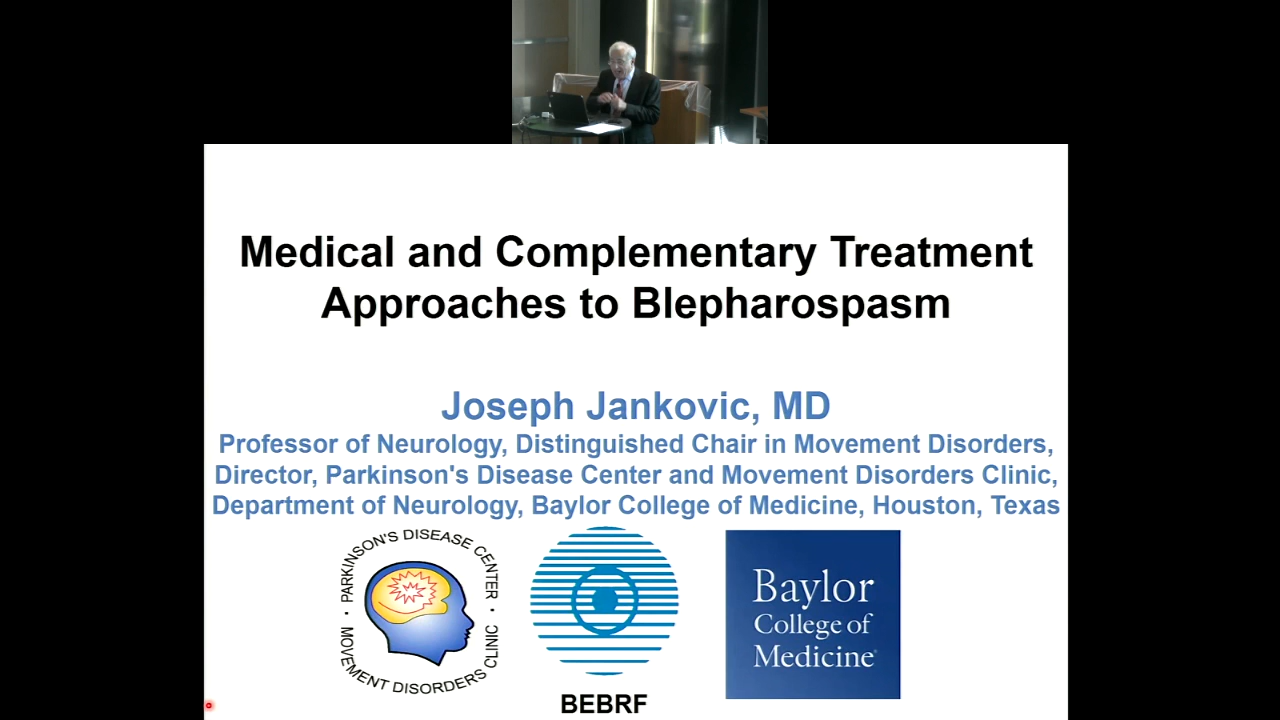 Medical and Complementary Treatment
Approaches to Blepharospasm
Joseph Jankovic, MD
Professor of Neurology, Distinguished Chair in Movement Disorders,
Director, Parkinson's Disease Center and Movement Disorders Clinic,
Department of Neurology, Baylor College of Medicine, Houston, Texas
• PARKINSON'S DISEASE CENTER •
MOVEMENT DISORDERS CLINIC
BEBRF
Baylor
College of
Medicine